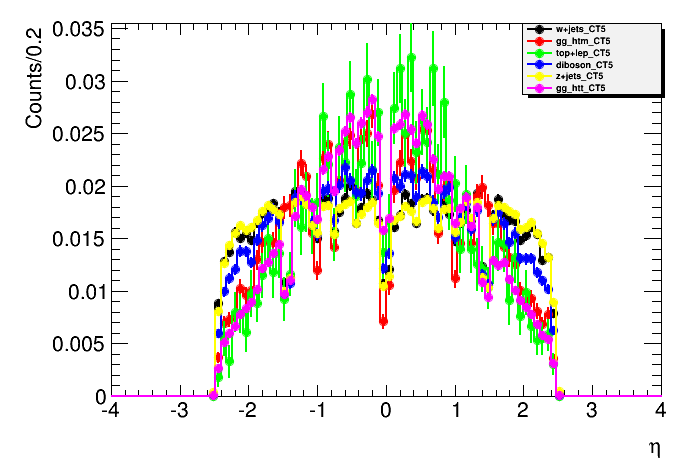 Counts/0.2
0.035
0.03
0.025
0.02
0.015
0.01
0.005
0
-4
-3
-2
-1
0
1
2
3
4
η
w+jets_CT5
gg_htm_CT5
top+lep_CT5
diboson_CT5
z+jets_CT5
gg_htt_CT5